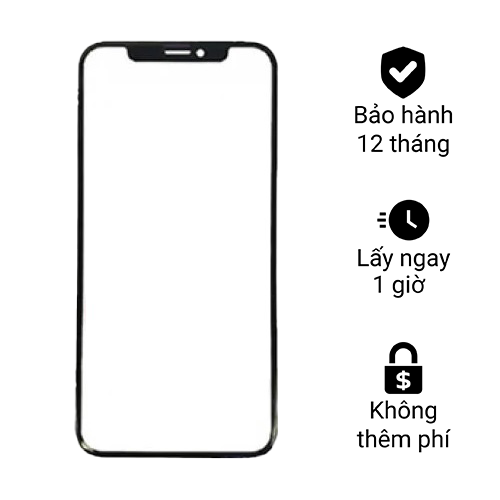 Bảo hành
12 tháng
Lấy ngay
1 giờ
$
Không
thêm phí